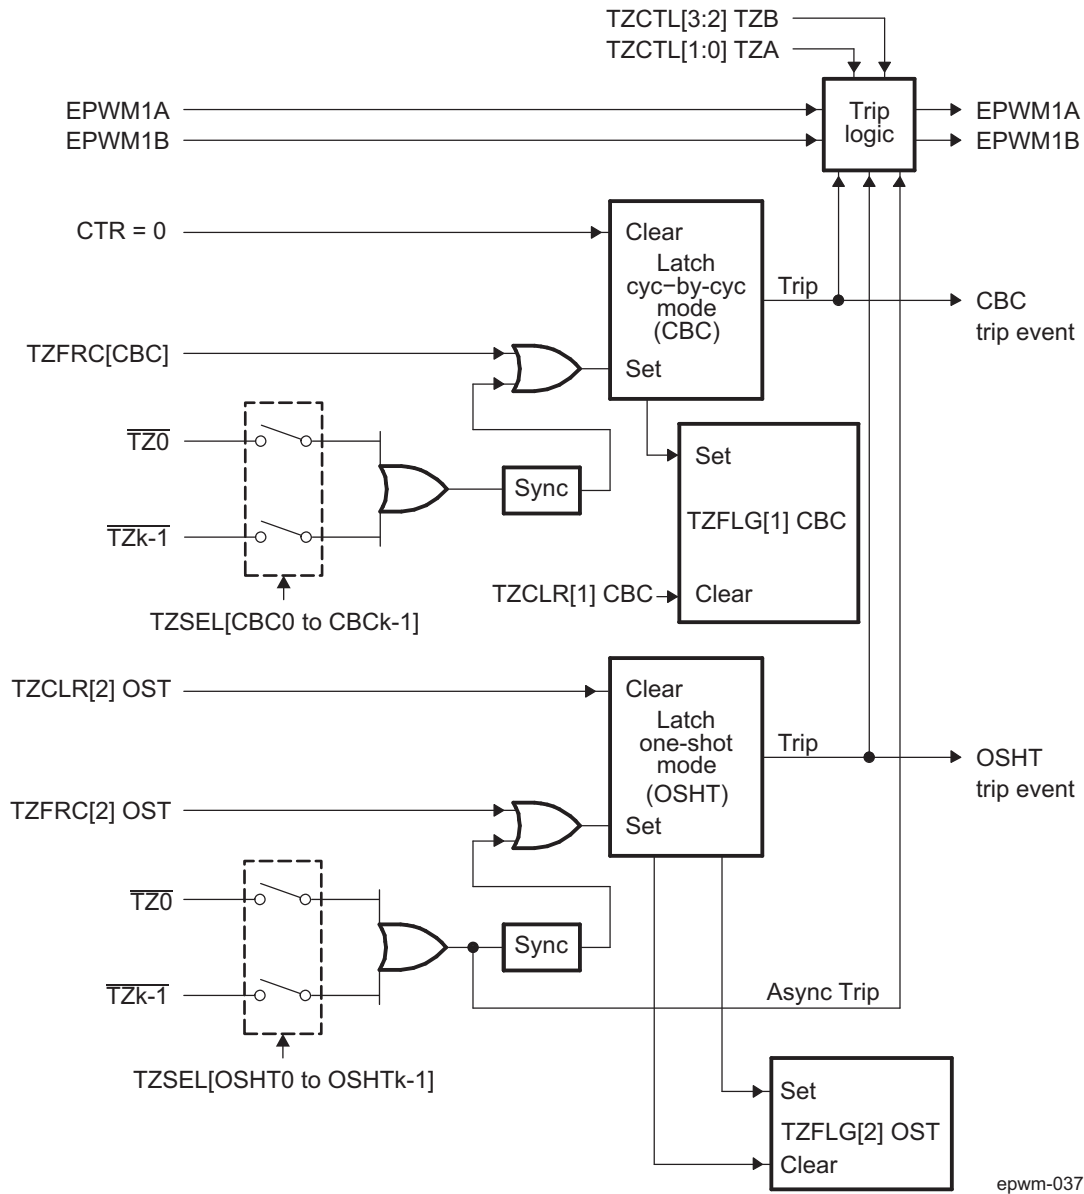 TZCTL[3:2] TZB
TZCTL[1:0] TZA
EPWM1A
EPWM1B
Trip
logic
EPWM1A
EPWM1B
CTR = 0
Clear
Latch
cyc−by-cyc
mode
(CBC)
Set
Trip
CBC
trip event
TZFRC[CBC]
TZ0
TZk-1
Sync
TZSEL[CBC0 to CBCk-1]
Set
TZFLG[1] CBC
TZCLR[1] CBC
Clear
TZCLR[2] OST
Clear
Latch
one-shot
mode
(OSHT)
Set
Trip
OSHT
trip event
TZFRC[2] OST
TZ0
TZk-1
Sync
Async Trip
TZSEL[OSHT0 to OSHTk-1]
Set
TZFLG[2] OST
Clear
epwm-037